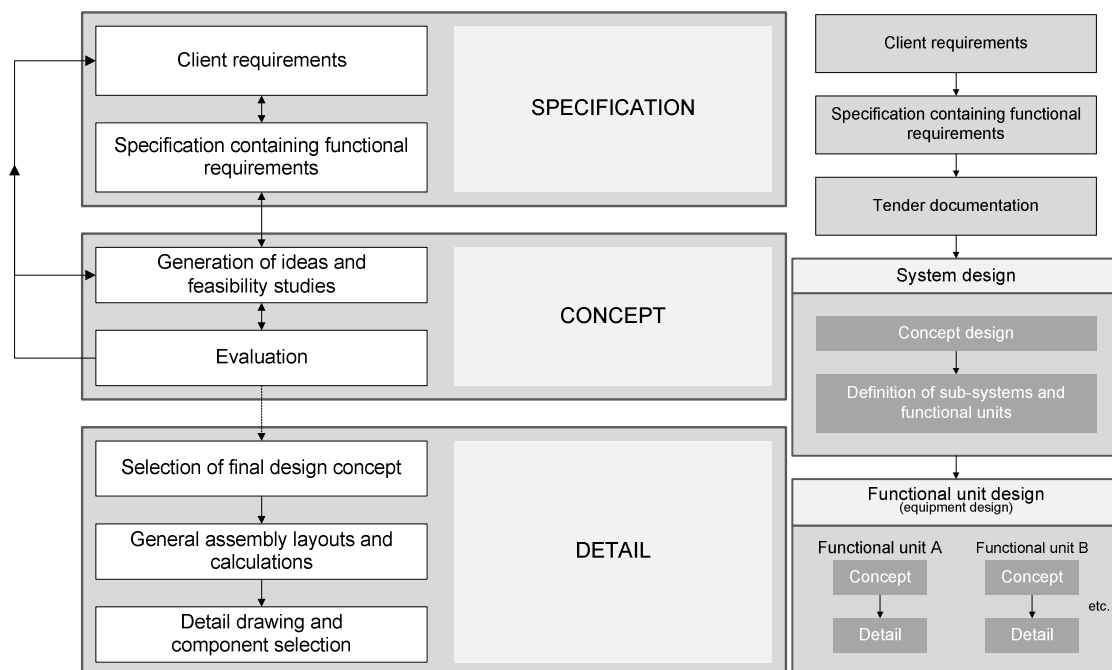 Client requirements
Specification containing functional
requirements
SPECIFICATION
Generation of ideas and
feasibility studies
Evaluation
CONCEPT
Selection of final design concept
General assembly layouts and
calculations
Detail drawing and
component selection
DETAIL
Client requirements
Specification containing functional
requirements
Tender documentation
System design
Concept design
Definition of sub-systems and
functional units
Functional unit design
(equipment design)
Functional unit A
Concept
Detail
Functional unit B
Concept
Detail
etc.